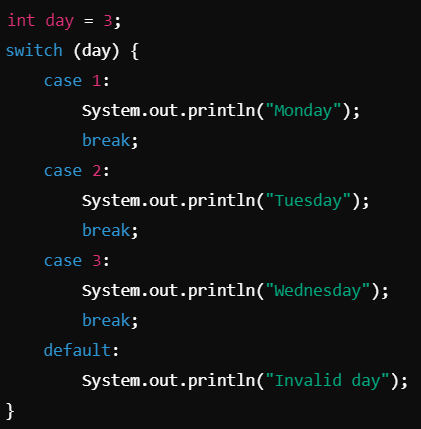 int day = 3;
switch (day) {
    case 1:
        System.out.println("Monday");
        break;
    case 2:
        System.out.println("Tuesday");
        break;
    case 3:
        System.out.println("Wednesday");
        break;
    default:
        System.out.println("Invalid day");
}